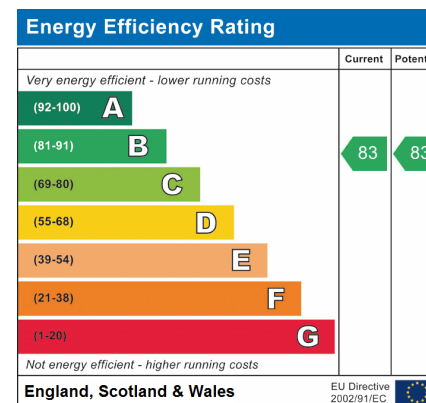 Energy Efficiency Rating
Current Poten
Very energy efficient - lower running costs
(92-100) A
(81-91) B
83 83
(69-80) C
(55-68) D
(39-54) E
(21-38) F
(1-20) G
Not energy efficient - higher running costs
England, Scotland & Wales
EU Directive
2002/91/EC